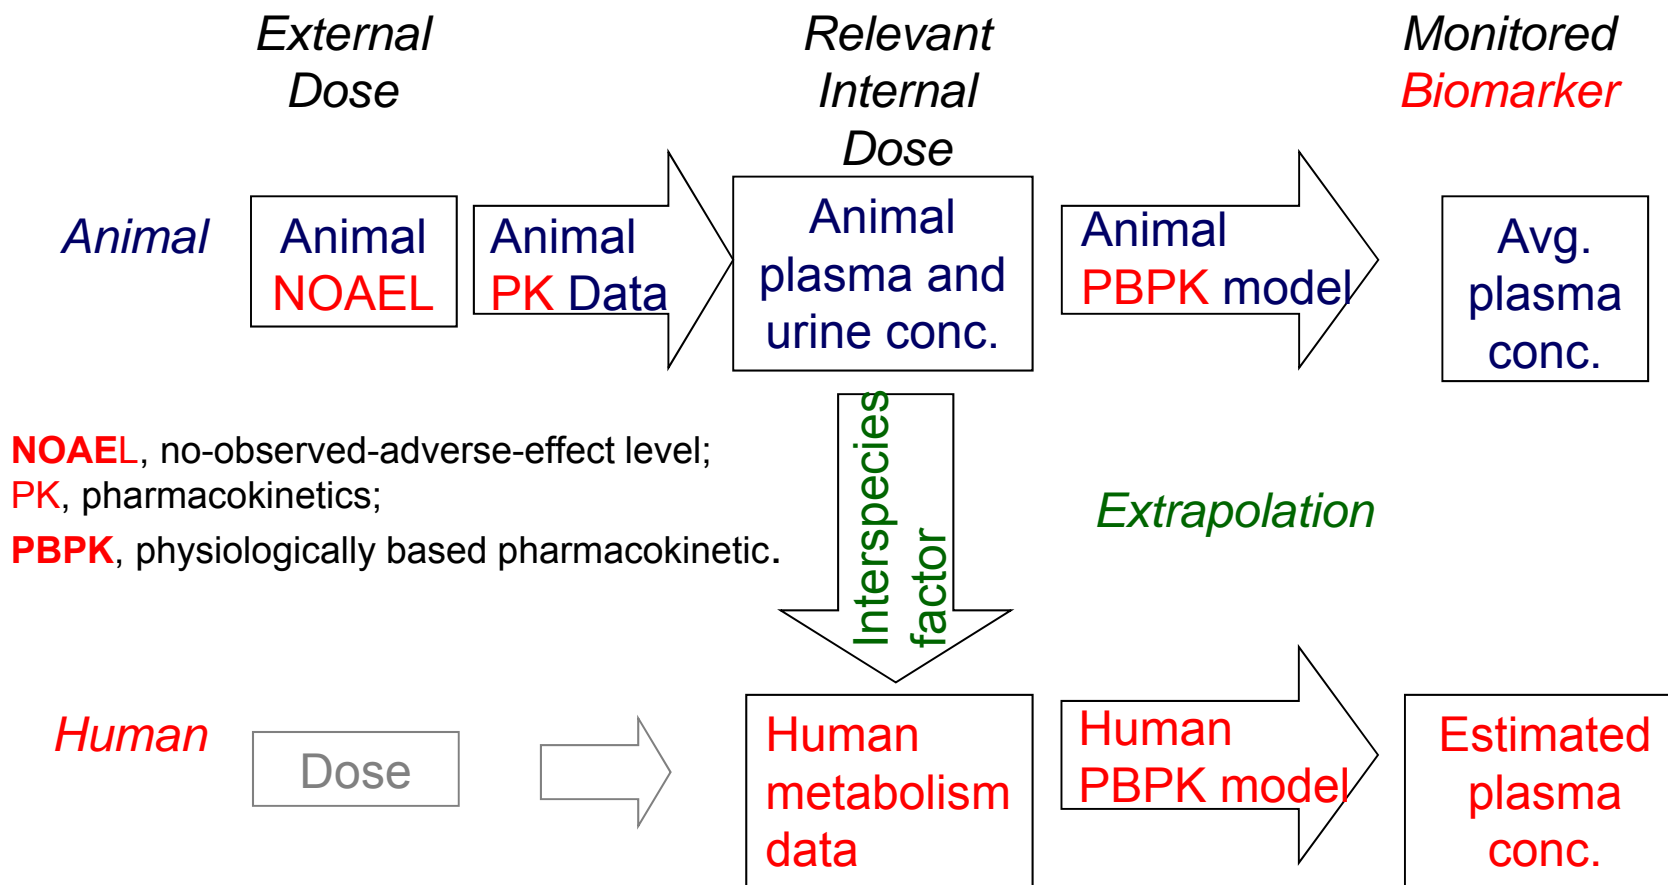 External
Dose
Relevant
Internal
Dose
Monitored
Biomarker
Animal
Animal
NOAEL
Animal
PK Data
Animal
plasma and
urine conc.
Animal
PBPK model
Avg.
plasma
conc.
NOAEL, no-observed-adverse-effect level;
PK, pharmacokinetics;
PBPK, physiologically based pharmacokinetic.
Interspecies
factor
Extrapolation
Human
Dose
Human
metabolism
data
Human
PBPK model
Estimated
plasma
conc.